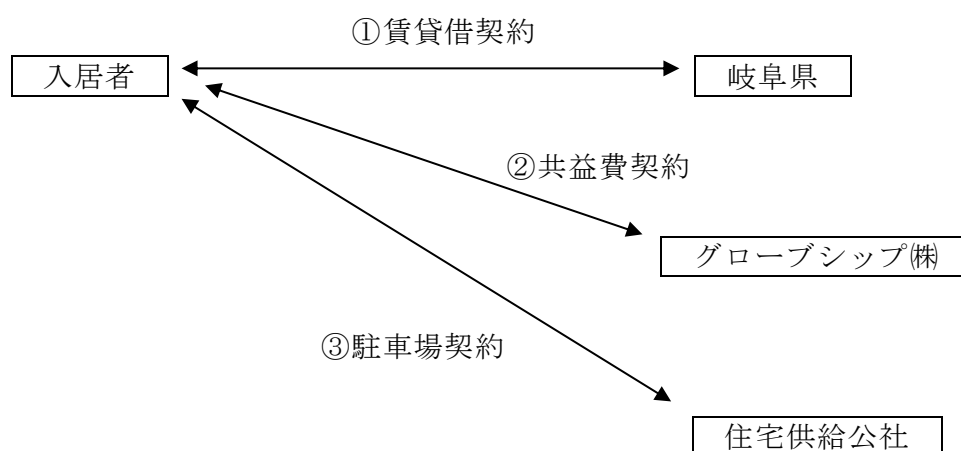 ①賃貸借契約
入居者
岐阜県
②共益費契約
グローブシップ㈱
③駐車場契約
住宅供給公社